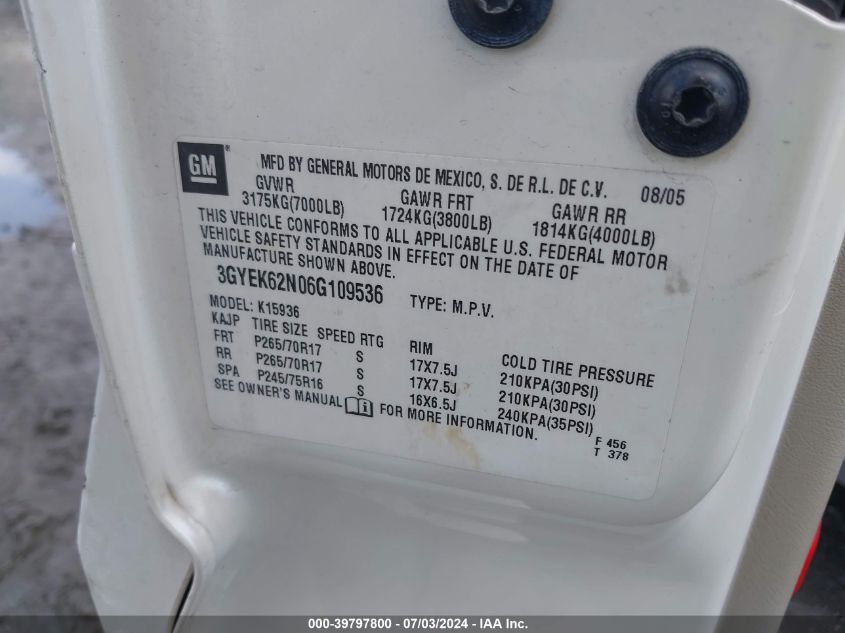 GM ®
MFD BY GENERAL MOTORS DE MEXICO, S. DE R.L. DE C.V. 08/05
GVWR GAWR FRT GAWR RR
3175KG(7000LB) 1724KG(3800LB) 1814KG(4000LB)
THIS VEHICLE CONFORMS TO ALL APPLICABLE U.S. FEDERAL MOTOR
VEHICLE SAFETY STANDARDS IN EFFECT ON THE DATE OF
MANUFACTURE SHOWN ABOVE.
3GYEK62N06G109536 TYPE: M.P.V.
MODEL: K15936
KAJP TIRE SIZE SPEED RTG RIM COLD TIRE PRESSURE
FRT P265/70R17 S 17X7.5J 210KPA(30PSI)
RR P265/70R17 S 17X7.5J 210KPA(30PSI)
SPA P245/75R16 S 16X6.5J 240KPA(35PSI)
SEE OWNER'S MANUAL FOR MORE INFORMATION.
F 456
T 378
000-39797800 - 07/03/2024 - IAA Inc.